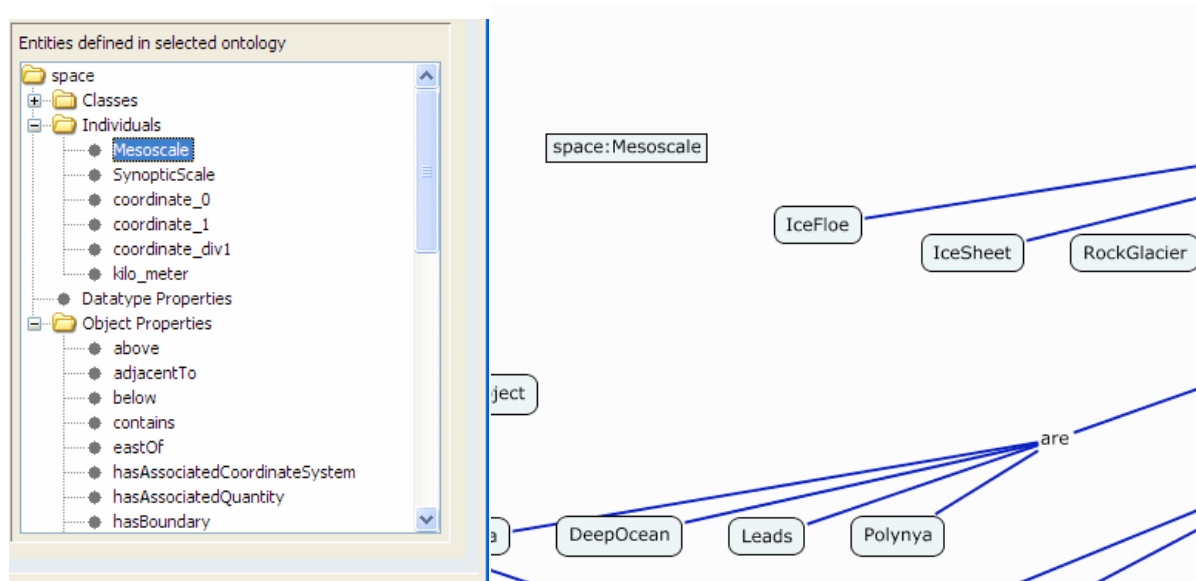 Entities defined in selected ontology
space
Classes
Individuals
Mesoscale
SynopticScale
coordinate_0
coordinate_1
coordinate_div1
kilo_meter
Datatype Properties
Object Properties
above
adjacentTo
below
contains
eastOf
hasAssociatedCoordinateSystem
hasAssociatedQuantity
hasBoundary
space:Mesoscale
IceFloe
IceSheet
RockGlacier
ject
are
a
DeepOcean
Leads
Polynya